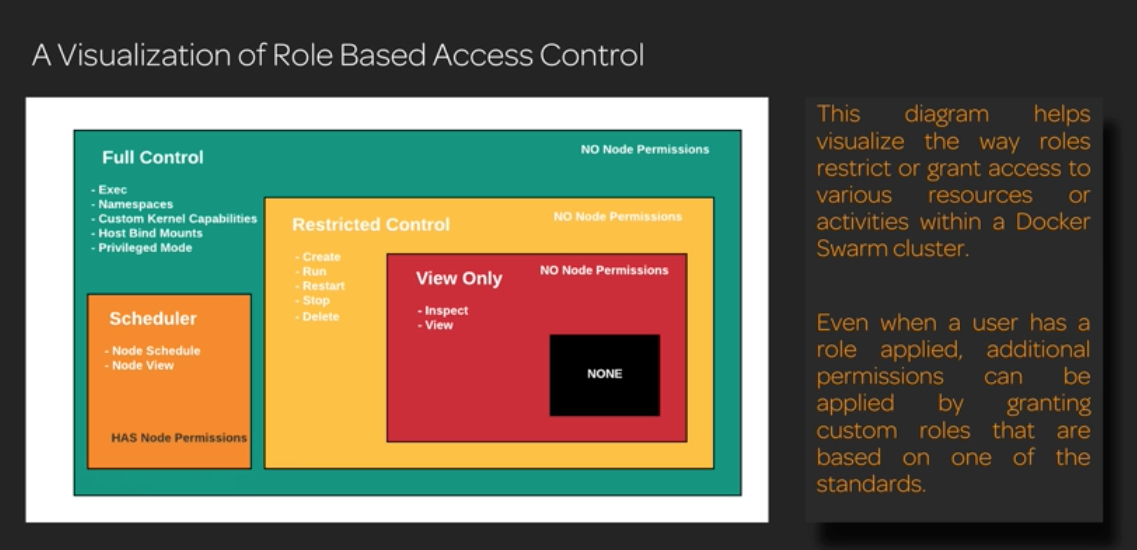 A Visualization of Role Based Access Control
Full Control
NO Node Permissions
- Exec
- Namespaces
- Custom Kernel Capabilities
- Host Bind Mounts
- Privileged Mode
Restricted Control
NO Node Permissions
- Create
- Run
- Restart
- Stop
- Delete
View Only
NO Node Permissions
- Inspect
- View
NONE
Scheduler
- Node Schedule
- Node View
HAS Node Permissions
This diagram helps
visualize the way roles
restrict or grant access to
various resources or
activities within a Docker
Swarm cluster.
Even when a user has a
role applied, additional
permissions can be
applied by granting
custom roles that are
based on one of the
standards.